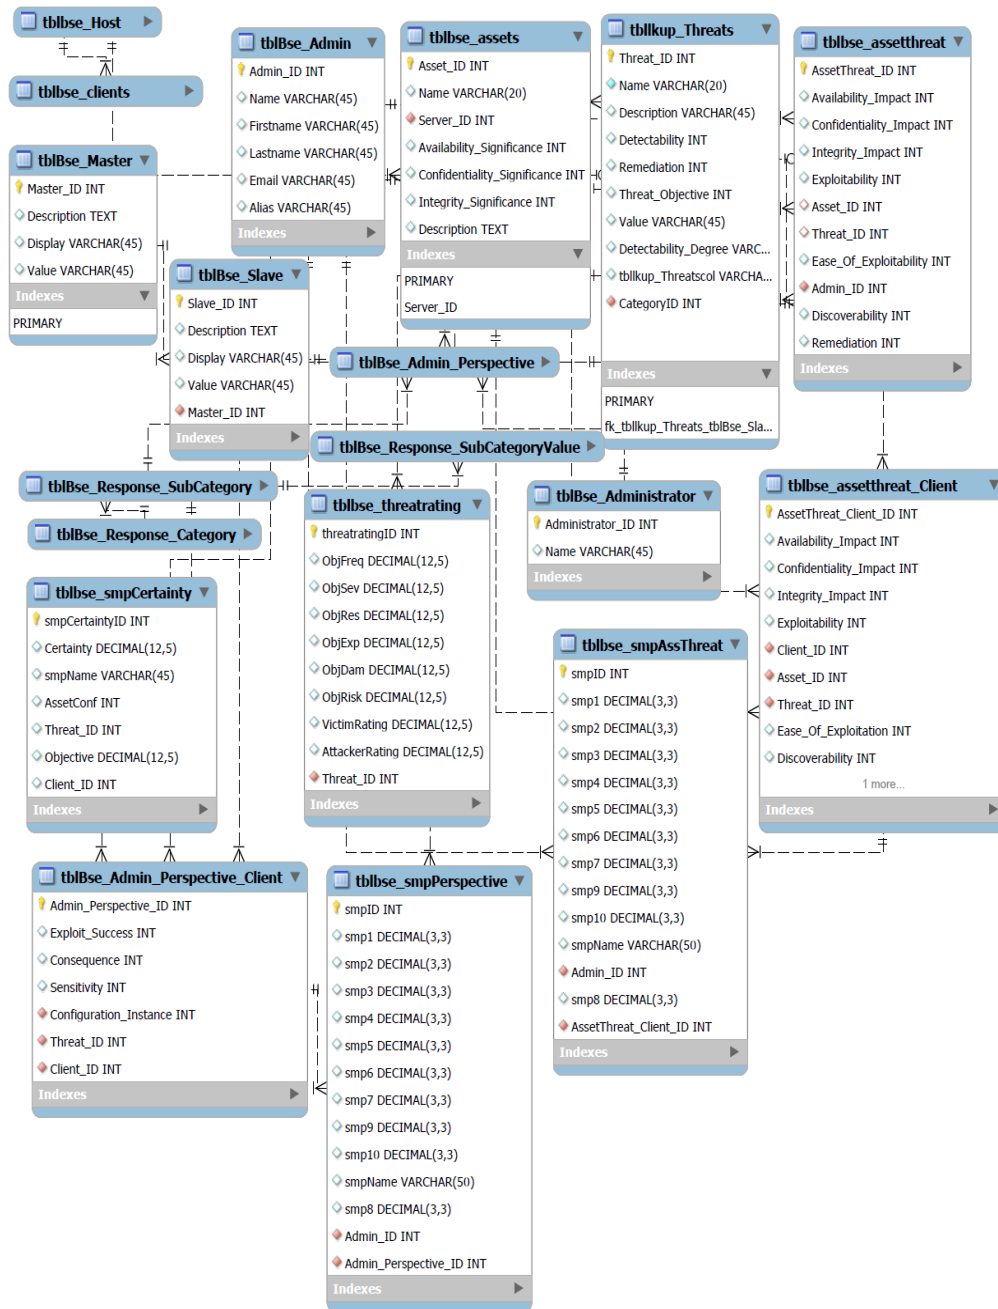 tblbse_Host
tblbse_clients
tblBse_Master
Master_ID INT
Description TEXT
Display VARCHAR(45)
Value VARCHAR(45)
Indexes
PRIMARY
tblBse_Admin
Admin_ID INT
Name VARCHAR(45)
Firstname VARCHAR(45)
Lastname VARCHAR(45)
Email VARCHAR(45)
Alias VARCHAR(45)
Indexes
tblBse_Slave
Slave_ID INT
Description TEXT
Display VARCHAR(45)
Value VARCHAR(45)
Master_ID INT
Indexes
tblbse_assets
Asset_ID INT
Name VARCHAR(20)
Server_ID INT
Availability_Significance INT
Confidentiality_Significance INT
Integrity_Significance INT
Description TEXT
Indexes
PRIMARY
Server_ID
tbllkup_Threats
Threat_ID INT
Name VARCHAR(20)
Description VARCHAR(45)
Detectability INT
Remediation INT
Threat_Objective INT
Value VARCHAR(45)
Detectability_Degree VARC...
tbllkup_Threatscol VARCHA...
CategoryID INT
Indexes
PRIMARY
fk_tbllkup_Threats_tblBse_Sla...
tblbse_assetthreat
AssetThreat_ID INT
Availability_Impact INT
Confidentiality_Impact INT
Integrity_Impact INT
Exploitability INT
Asset_ID INT
Threat_ID INT
Ease_Of_Exploitability INT
Admin_ID INT
Discoverability INT
Remediation INT
Indexes
tblBse_Admin_Perspective
tblBse_Response_SubCategoryValue
tblBse_Response_SubCategory
tblBse_Response_Category
tblbse_threatrating
threatratingID INT
ObjFreq DECIMAL(12,5)
ObjSev DECIMAL(12,5)
ObjRes DECIMAL(12,5)
ObjExp DECIMAL(12,5)
ObjDam DECIMAL(12,5)
ObjRisk DECIMAL(12,5)
VictimRating DECIMAL(12,5)
AttackerRating DECIMAL(12,5)
Threat_ID INT
Indexes
tblBse_Administrator
Administrator_ID INT
Name VARCHAR(45)
Indexes
tblbse_assetthreat_Client
AssetThreat_Client_ID INT
Availability_Impact INT
Confidentiality_Impact INT
Integrity_Impact INT
Exploitability INT
Client_ID INT
Asset_ID INT
Threat_ID INT
Ease_Of_Exploitation INT
Discoverability INT
1 more...
Indexes
tblbse_smpCertainty
smpCertaintyID INT
Certainty DECIMAL(12,5)
smpName VARCHAR(45)
AssetConf INT
Threat_ID INT
Objective DECIMAL(12,5)
Client_ID INT
Indexes
tblbse_smpAssThreat
smpID INT
smp1 DECIMAL(3,3)
smp2 DECIMAL(3,3)
smp3 DECIMAL(3,3)
smp4 DECIMAL(3,3)
smp5 DECIMAL(3,3)
smp6 DECIMAL(3,3)
smp7 DECIMAL(3,3)
smp9 DECIMAL(3,3)
smp10 DECIMAL(3,3)
smpName VARCHAR(50)
Admin_ID INT
smp8 DECIMAL(3,3)
AssetThreat_Client_ID INT
Indexes
tblBse_Admin_Perspective_Client
Admin_Perspective_ID INT
Exploit_Success INT
Consequence INT
Sensitivity INT
Configuration_Instance INT
Threat_ID INT
Client_ID INT
Indexes
tblbse_smpPerspective
smpID INT
smp1 DECIMAL(3,3)
smp2 DECIMAL(3,3)
smp3 DECIMAL(3,3)
smp4 DECIMAL(3,3)
smp5 DECIMAL(3,3)
smp6 DECIMAL(3,3)
smp7 DECIMAL(3,3)
smp9 DECIMAL(3,3)
smp10 DECIMAL(3,3)
smpName VARCHAR(50)
smp8 DECIMAL(3,3)
Admin_ID INT
Admin_Perspective_ID INT
Indexes